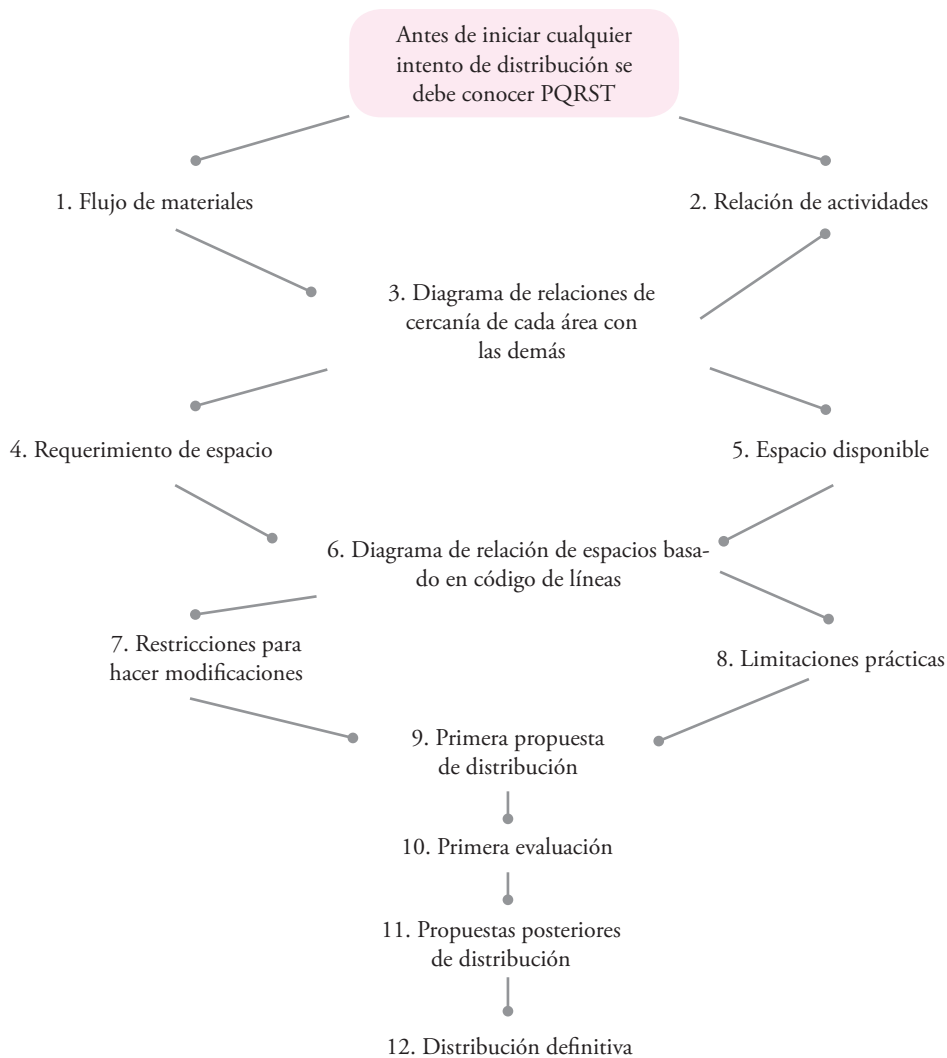 Antes de iniciar cualquier
intento de distribución se
debe conocer PQRST
1. Flujo de materiales
2. Relación de actividades
3. Diagrama de relaciones de
cercanía de cada área con
las demás
4. Requerimiento de espacio
5. Espacio disponible
6. Diagrama de relación de espacios basa-
do en código de líneas
7. Restricciones para
hacer modificaciones
8. Limitaciones prácticas
9. Primera propuesta
de distribución
10. Primera evaluación
11. Propuestas posteriores
de distribución
12. Distribución definitiva